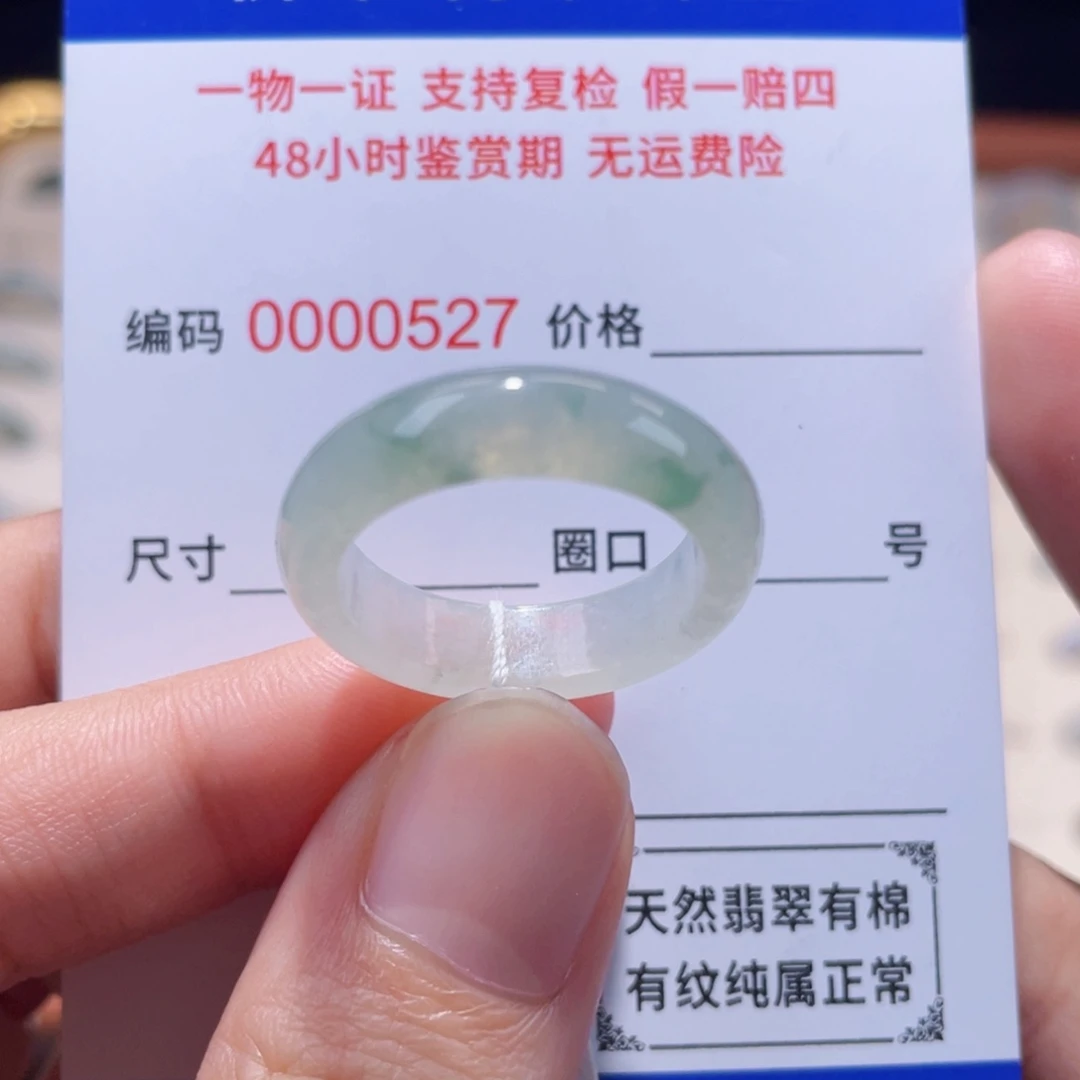 一物一证 支持复检 假一赔四
48小时鉴赏期 无运费险
编码 0000527 价格
尺寸 圈口 号
天然翡翠有棉
有纹纯属正常